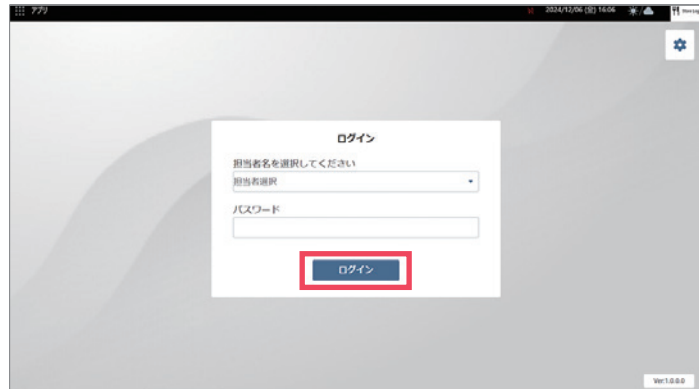 アプリ
2024/12/06 (金) 16:06
ログイン
担当者名を選択してください
担当者選択
パスワード
ログイン
Ver:1.0.0.0